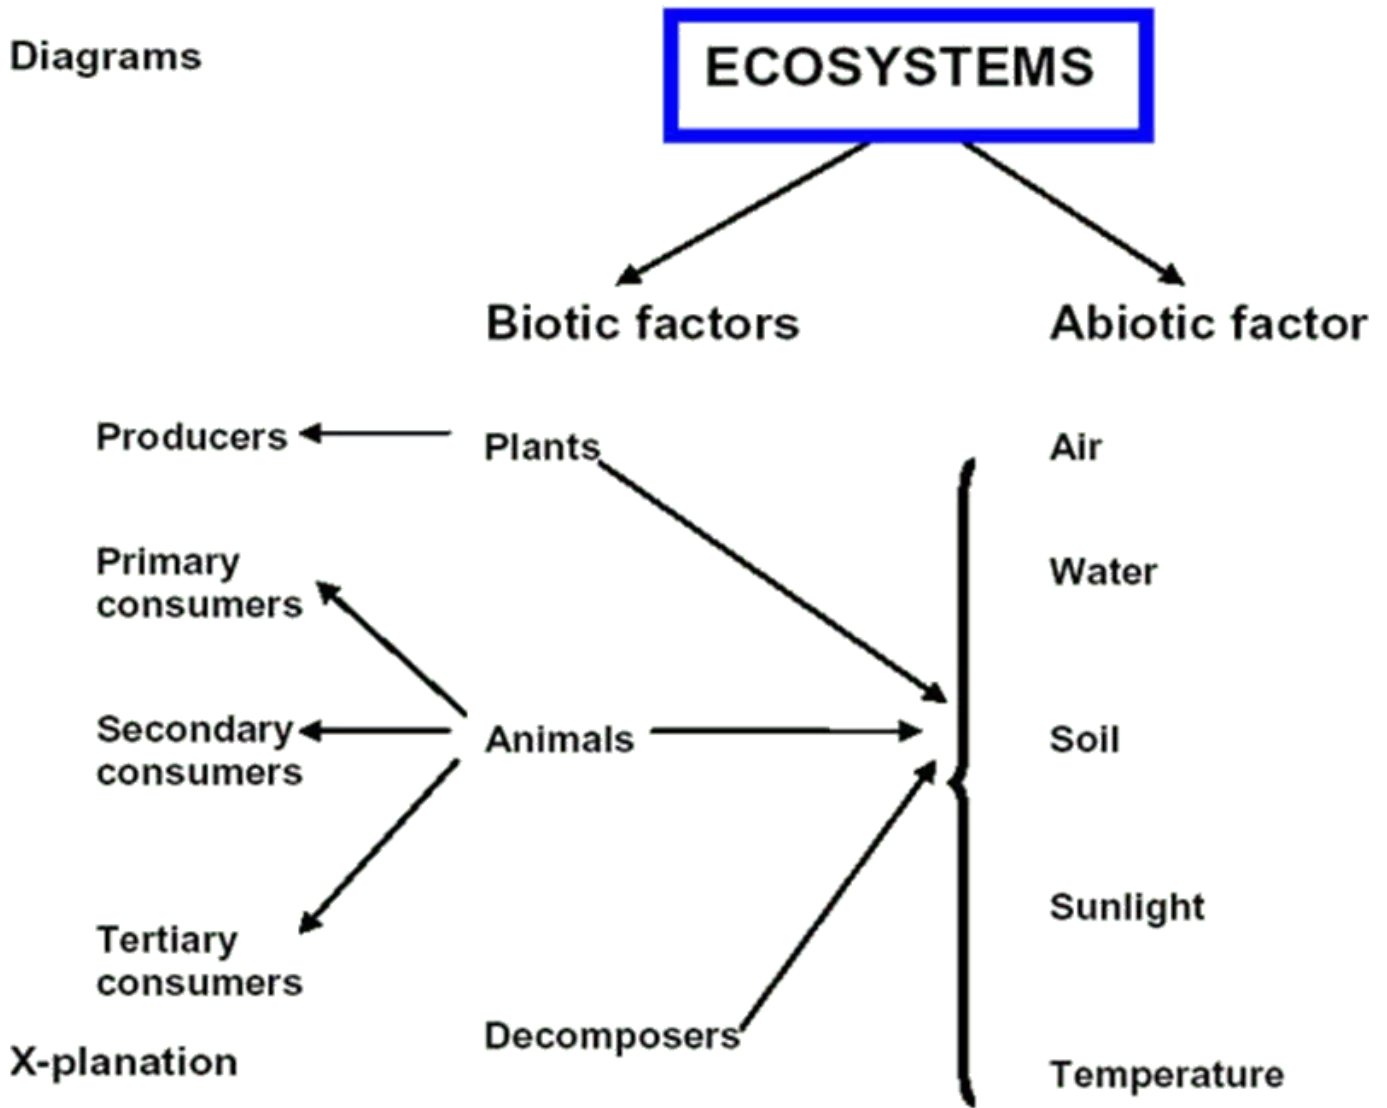 Diagrams
ECOSYSTEMS
Biotic factors
Abiotic factor
Producers
Plants
Air
Primary
consumers
Water
Secondary
consumers
Animals
Soil
Sunlight
Tertiary
consumers
Decomposers
X-planation
Temperature